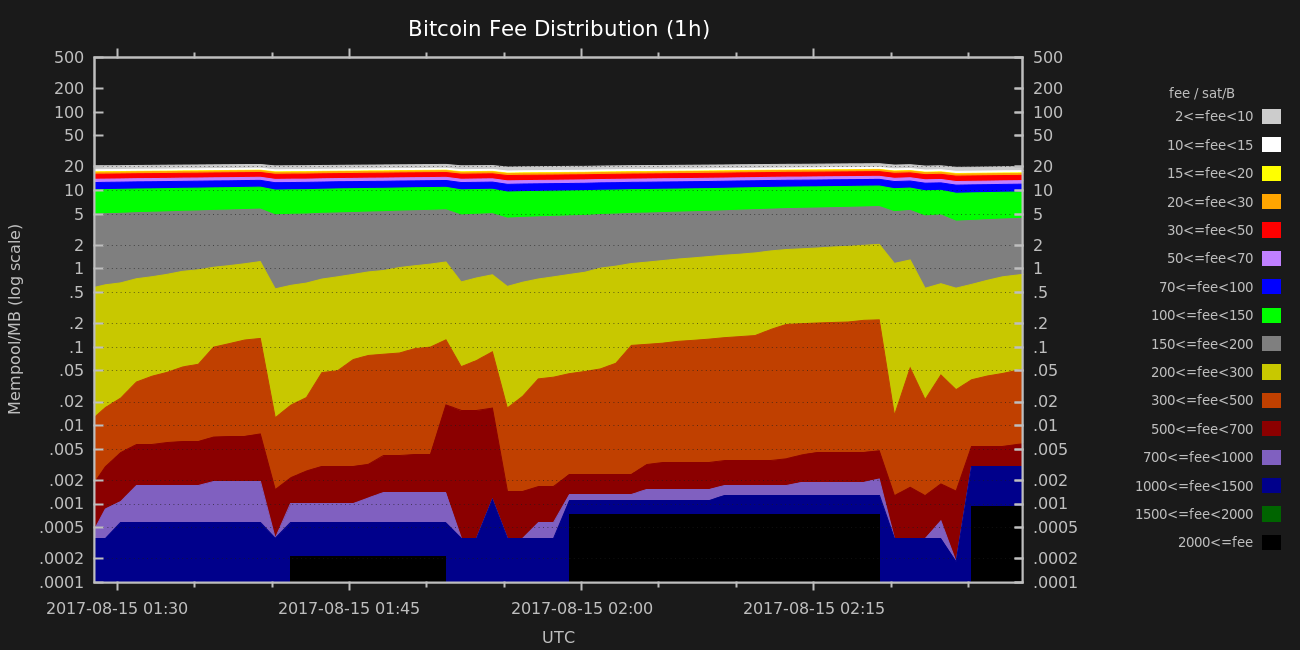 Bitcoin Fee Distribution (1h)
500 500
200 200
100 100
50 50
20 20
10 10
5 5
2 2
1 1
.5 .5
.2 .2
.1 .1
.05 .05
.02 .02
.01 .01
.005 .005
.002 .002
.001 .001
.0005 .0005
.0002 .0002
.0001 .0001
Mempool/MB (log scale)
2017-08-15 01:30 2017-08-15 01:45 2017-08-15 02:00 2017-08-15 02:15
UTC
fee / sat/B
2<=fee<10
10<=fee<15
15<=fee<20
20<=fee<30
30<=fee<50
50<=fee<70
70<=fee<100
100<=fee<150
150<=fee<200
200<=fee<300
300<=fee<500
500<=fee<700
700<=fee<1000
1000<=fee<1500
1500<=fee<2000
2000<=fee